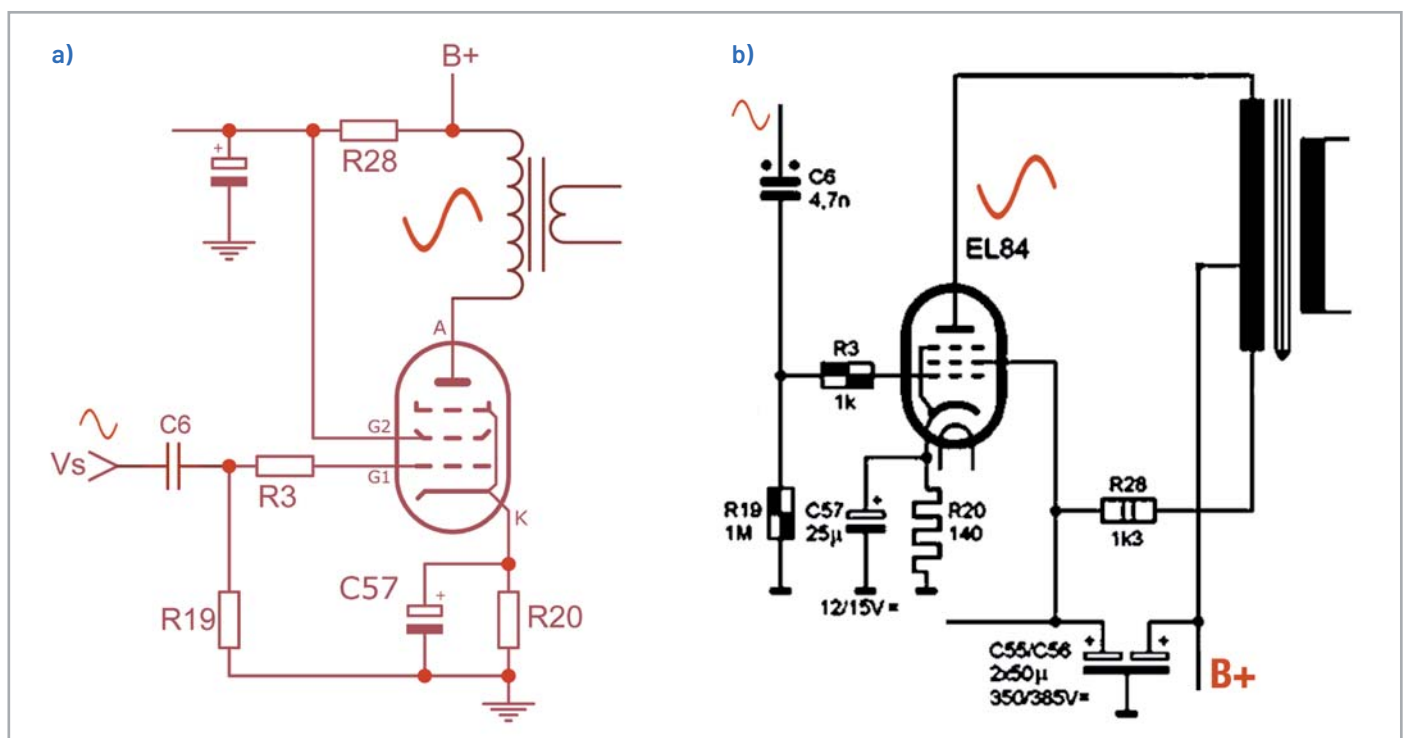 a)
B+
+
R28
A
G2
C6
Vs
G1
R3
K
C57
+
R19
R20
b)
C6
4,7n
EL84
R3
1k
R19
1M
C57
25µ
+
R20
140
R28
1k3
12/15V=
C55/C56
2x50µ
350/385V=
+
+
B+